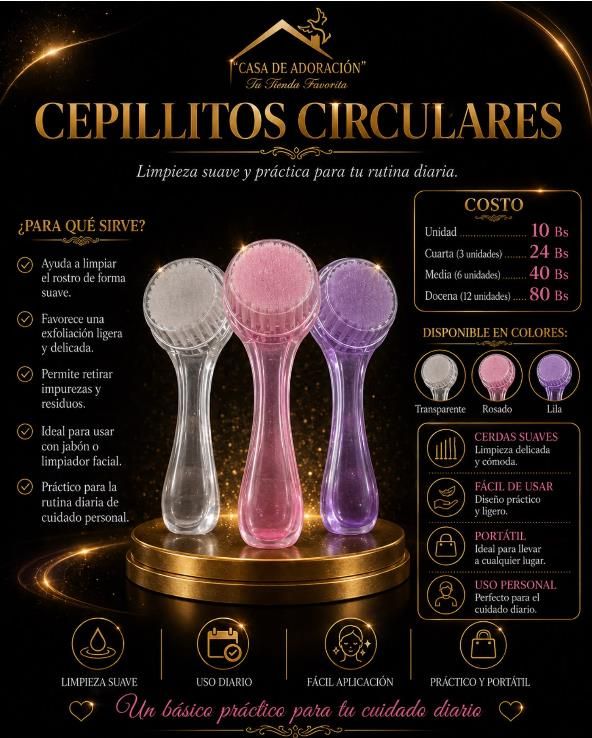 "CASA DE ADORACIÓN"
Tu Tienda Favorita
CEPILLITOS CIRCULARES
Limpieza suave y práctica para tu rutina diaria.
¿PARA QUÉ SIRVE?
Ayuda a limpiar
el rostro de forma
suave.
Favorece una
exfoliación ligera
y delicada.
Permite retirar
impurezas y
residuos.
Ideal para usar
con jabón o
limpiador facial.
Práctico para la
rutina diaria de
cuidado personal.
COSTO
Unidad ........ 10 Bs
Cuarta (3 unidades) ..... 24 Bs
Media (6 unidades) ...... 40 Bs
Docena (12 unidades) ..... 80 Bs
DISPONIBLE EN COLORES:
Transparente Rosado Lila
CERDAS SUAVES
Limpieza delicada
y cómoda.
FÁCIL DE USAR
Diseño práctico
y ligero.
PORTÁTIL
Ideal para llevar
a cualquier lugar.
USO PERSONAL
Perfecto para el
cuidado diario.
LIMPIEZA SUAVE USO DIARIO FÁCIL APLICACIÓN PRÁCTICO Y PORTÁTIL
Un básico práctico para tu cuidado diario